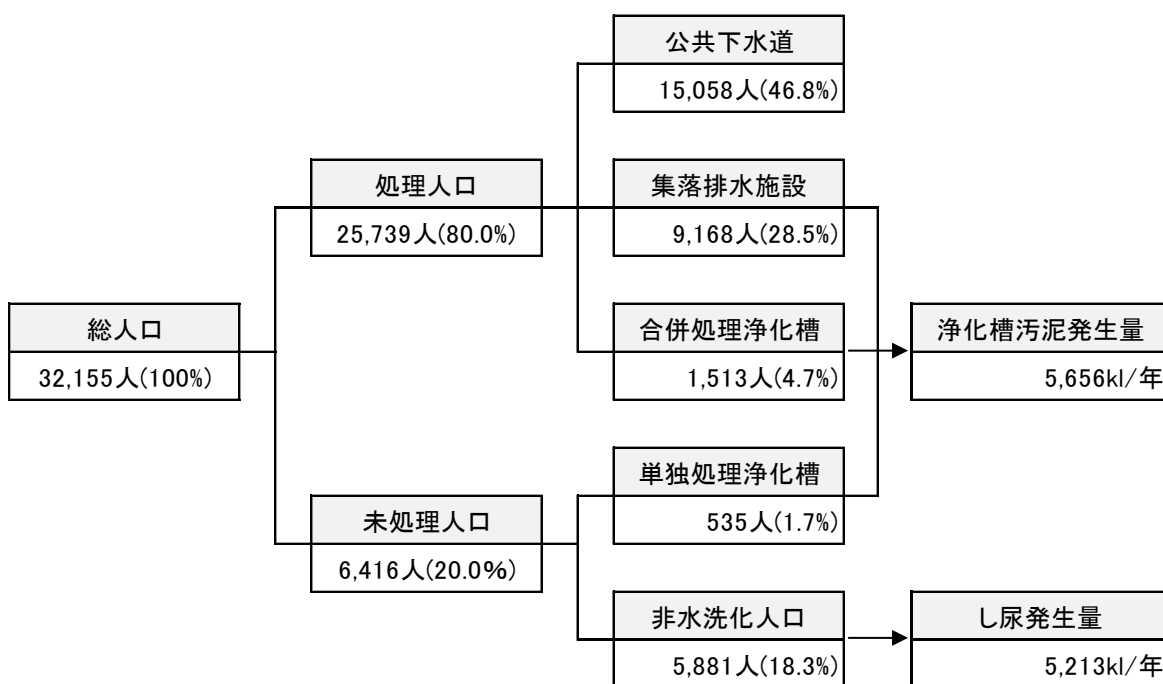 公共下水道
15,058人(46.8%)
処理人口
25,739人(80.0%)
集落排水施設
9,168人(28.5%)
総人口
32,155人(100%)
合併処理浄化槽
1,513人(4.7%)
浄化槽汚泥発生量
5,656kl/年
単独処理浄化槽
535人(1.7%)
未処理人口
6,416人(20.0%)
非水洗化人口
5,881人(18.3%)
し尿発生量
5,213kl/年